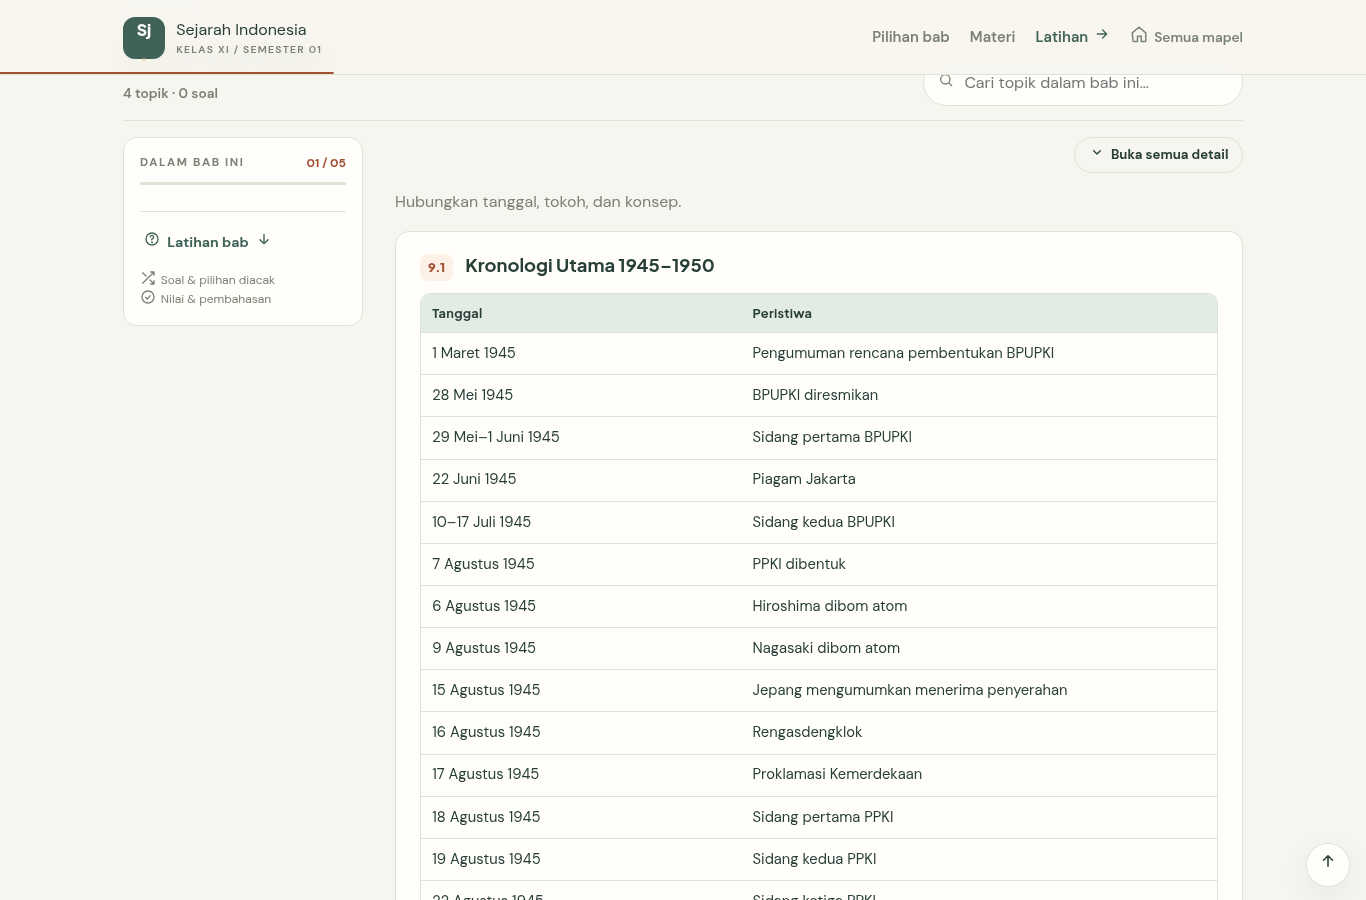 Sj
Sejarah Indonesia
KELAS XI / SEMESTER 01
Pilihan bab
Materi
Latihan →
Semua mapel
4 topik · 0 soal
Cari topik dalam bab ini...
DALAM BAB INI
01 / 05
Latihan bab ↓
Soal & pilihan diacak
Nilai & pembahasan
Buka semua detail
Hubungkan tanggal, tokoh, dan konsep.
9.1 Kronologi Utama 1945–1950
Tanggal Peristiwa
1 Maret 1945 Pengumuman rencana pembentukan BPUPKI
28 Mei 1945 BPUPKI diresmikan
29 Mei–1 Juni 1945 Sidang pertama BPUPKI
22 Juni 1945 Piagam Jakarta
10–17 Juli 1945 Sidang kedua BPUPKI
7 Agustus 1945 PPKI dibentuk
6 Agustus 1945 Hiroshima dibom atom
9 Agustus 1945 Nagasaki dibom atom
15 Agustus 1945 Jepang mengumumkan menerima penyerahan
16 Agustus 1945 Rengasdengklok
17 Agustus 1945 Proklamasi Kemerdekaan
18 Agustus 1945 Sidang pertama PPKI
19 Agustus 1945 Sidang kedua PPKI
22 Agustus 1945 Sidang ketiga PPKI